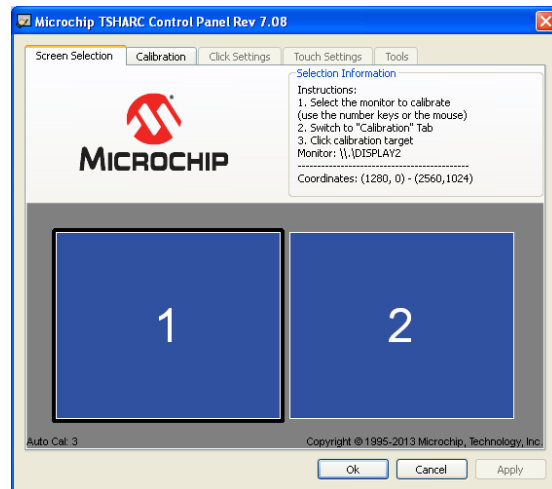 Microchip TSHARC Control Panel Rev 7.08
Screen Selection
Calibration
Click Settings
Touch Settings
Tools
MICROCHIP
Selection Information
Instructions:
1. Select the monitor to calibrate
(use the number keys or the mouse)
2. Switch to "Calibration" Tab
3. Click calibration target
Monitor: \\.\DISPLAY2
--------------------------------------------
Coordinates: (1280, 0) - (2560,1024)
1
2
Auto Cal: 3
Copyright © 1995-2013 Microchip, Technology, Inc.
Ok
Cancel
Apply